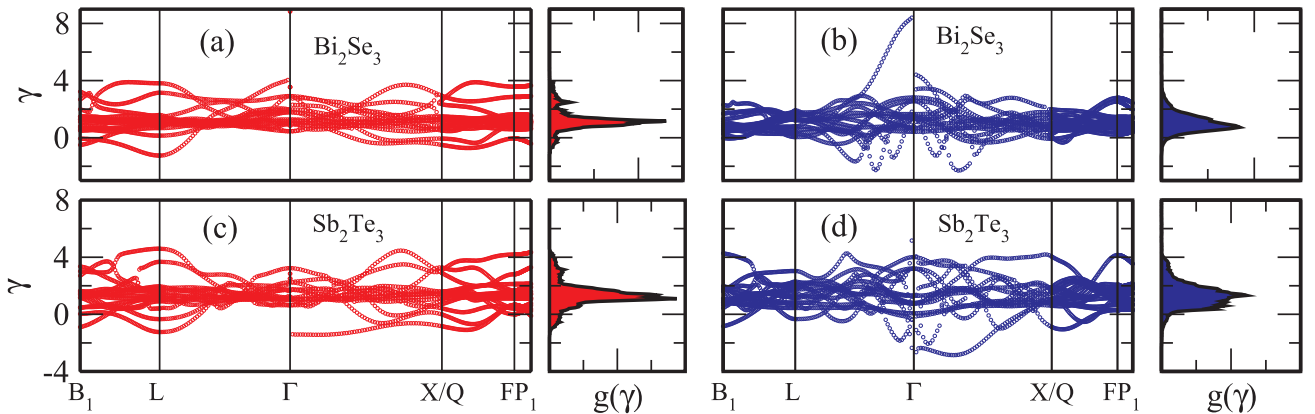 8
4
0
γ
(a)
Bi₂Se₃
(b)
Bi₂Se₃
8
4
0
-4
γ
(c)
Sb₂Te₃
(d)
Sb₂Te₃
B₁ L Γ X/Q FP₁ g(γ) B₁ L Γ X/Q FP₁ g(γ)